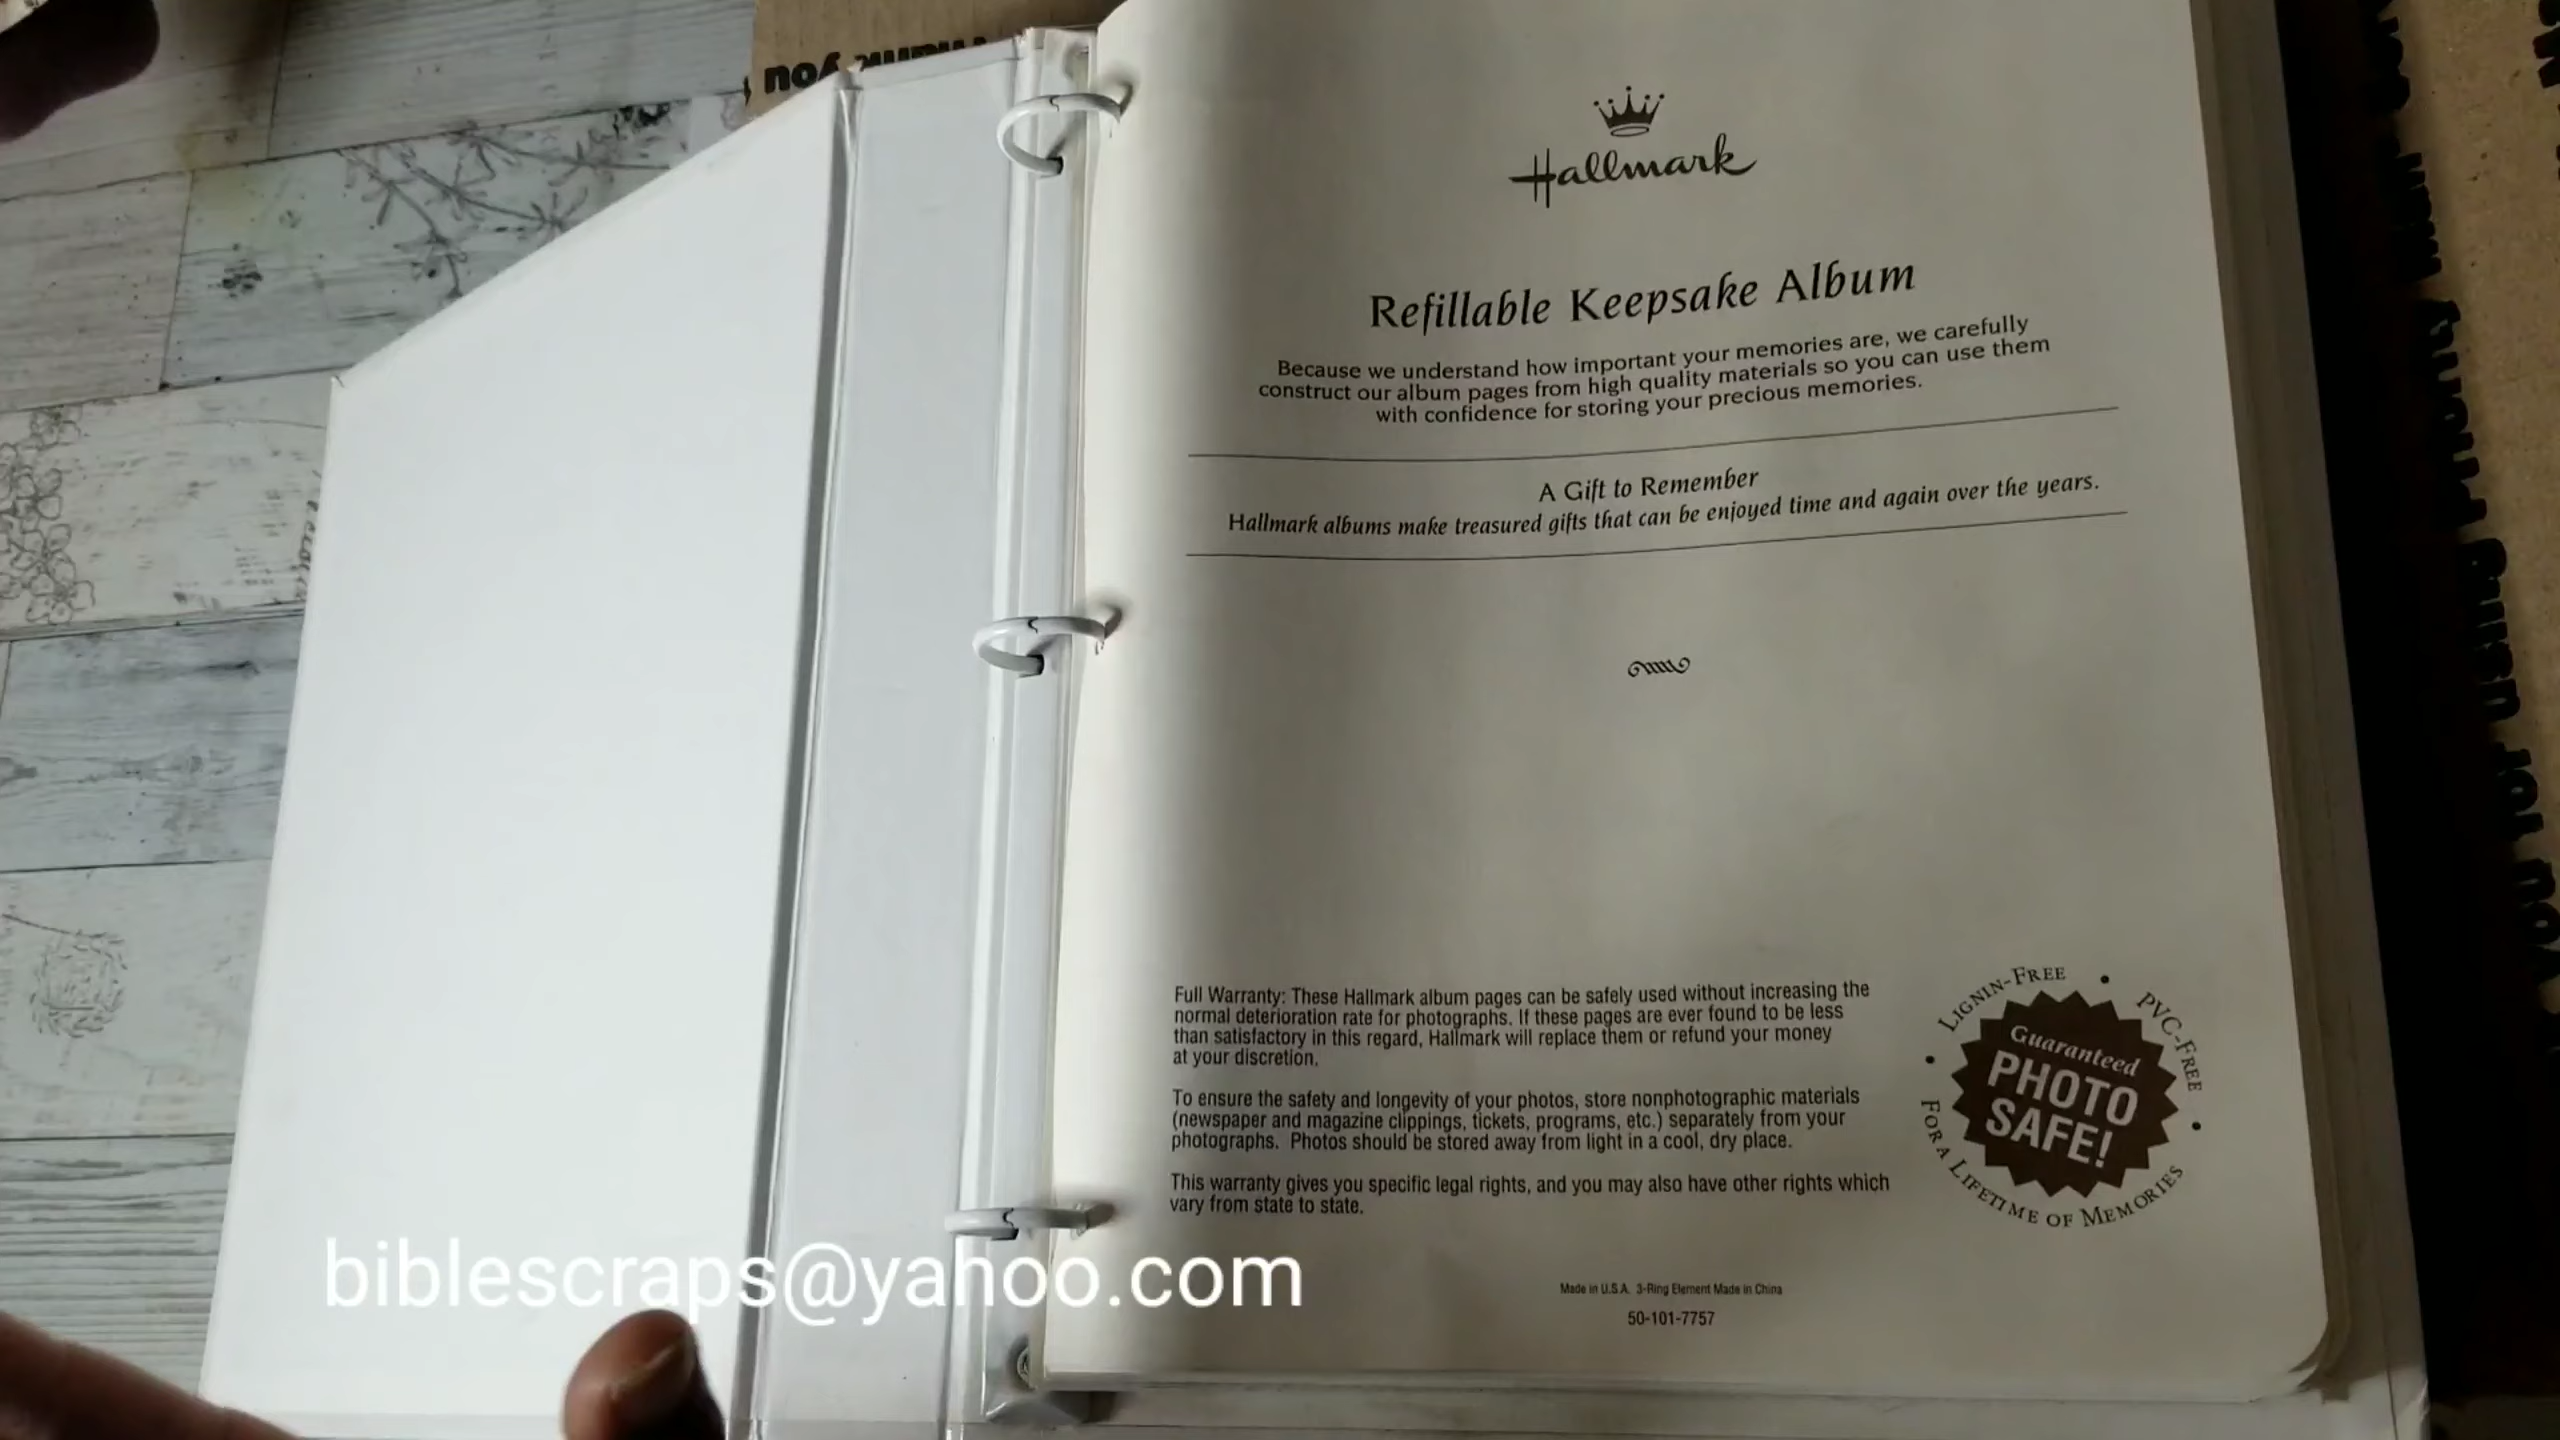 Hallmark
Refillable Keepsake Album
Because we understand how important your memories are, we carefully
construct our album pages from high quality materials so you can use them
with confidence for storing your precious memories.
A Gift to Remember
Hallmark albums make treasured gifts that can be enjoyed time and again over the years.
Full Warranty: These Hallmark album pages can be safely used without increasing the
normal deterioration rate for photographs. If these pages are ever found to be less
than satisfactory in this regard, Hallmark will replace them or refund your money
at your discretion.
To ensure the safety and longevity of your photos, store nonphotographic materials
(newspaper and magazine clippings, tickets, programs, etc.) separately from your
photographs. Photos should be stored away from light in a cool, dry place.
This warranty gives you specific legal rights, and you may also have other rights which
vary from state to state.
LIGNIN-FREE • PVC-FREE •
Guaranteed
PHOTO
SAFE!
• FOR A LIFETIME OF MEMORIES
Made in U.S.A. 3-Ring Element Made in China
50-101-7757
biblescraps@yahoo.com
you